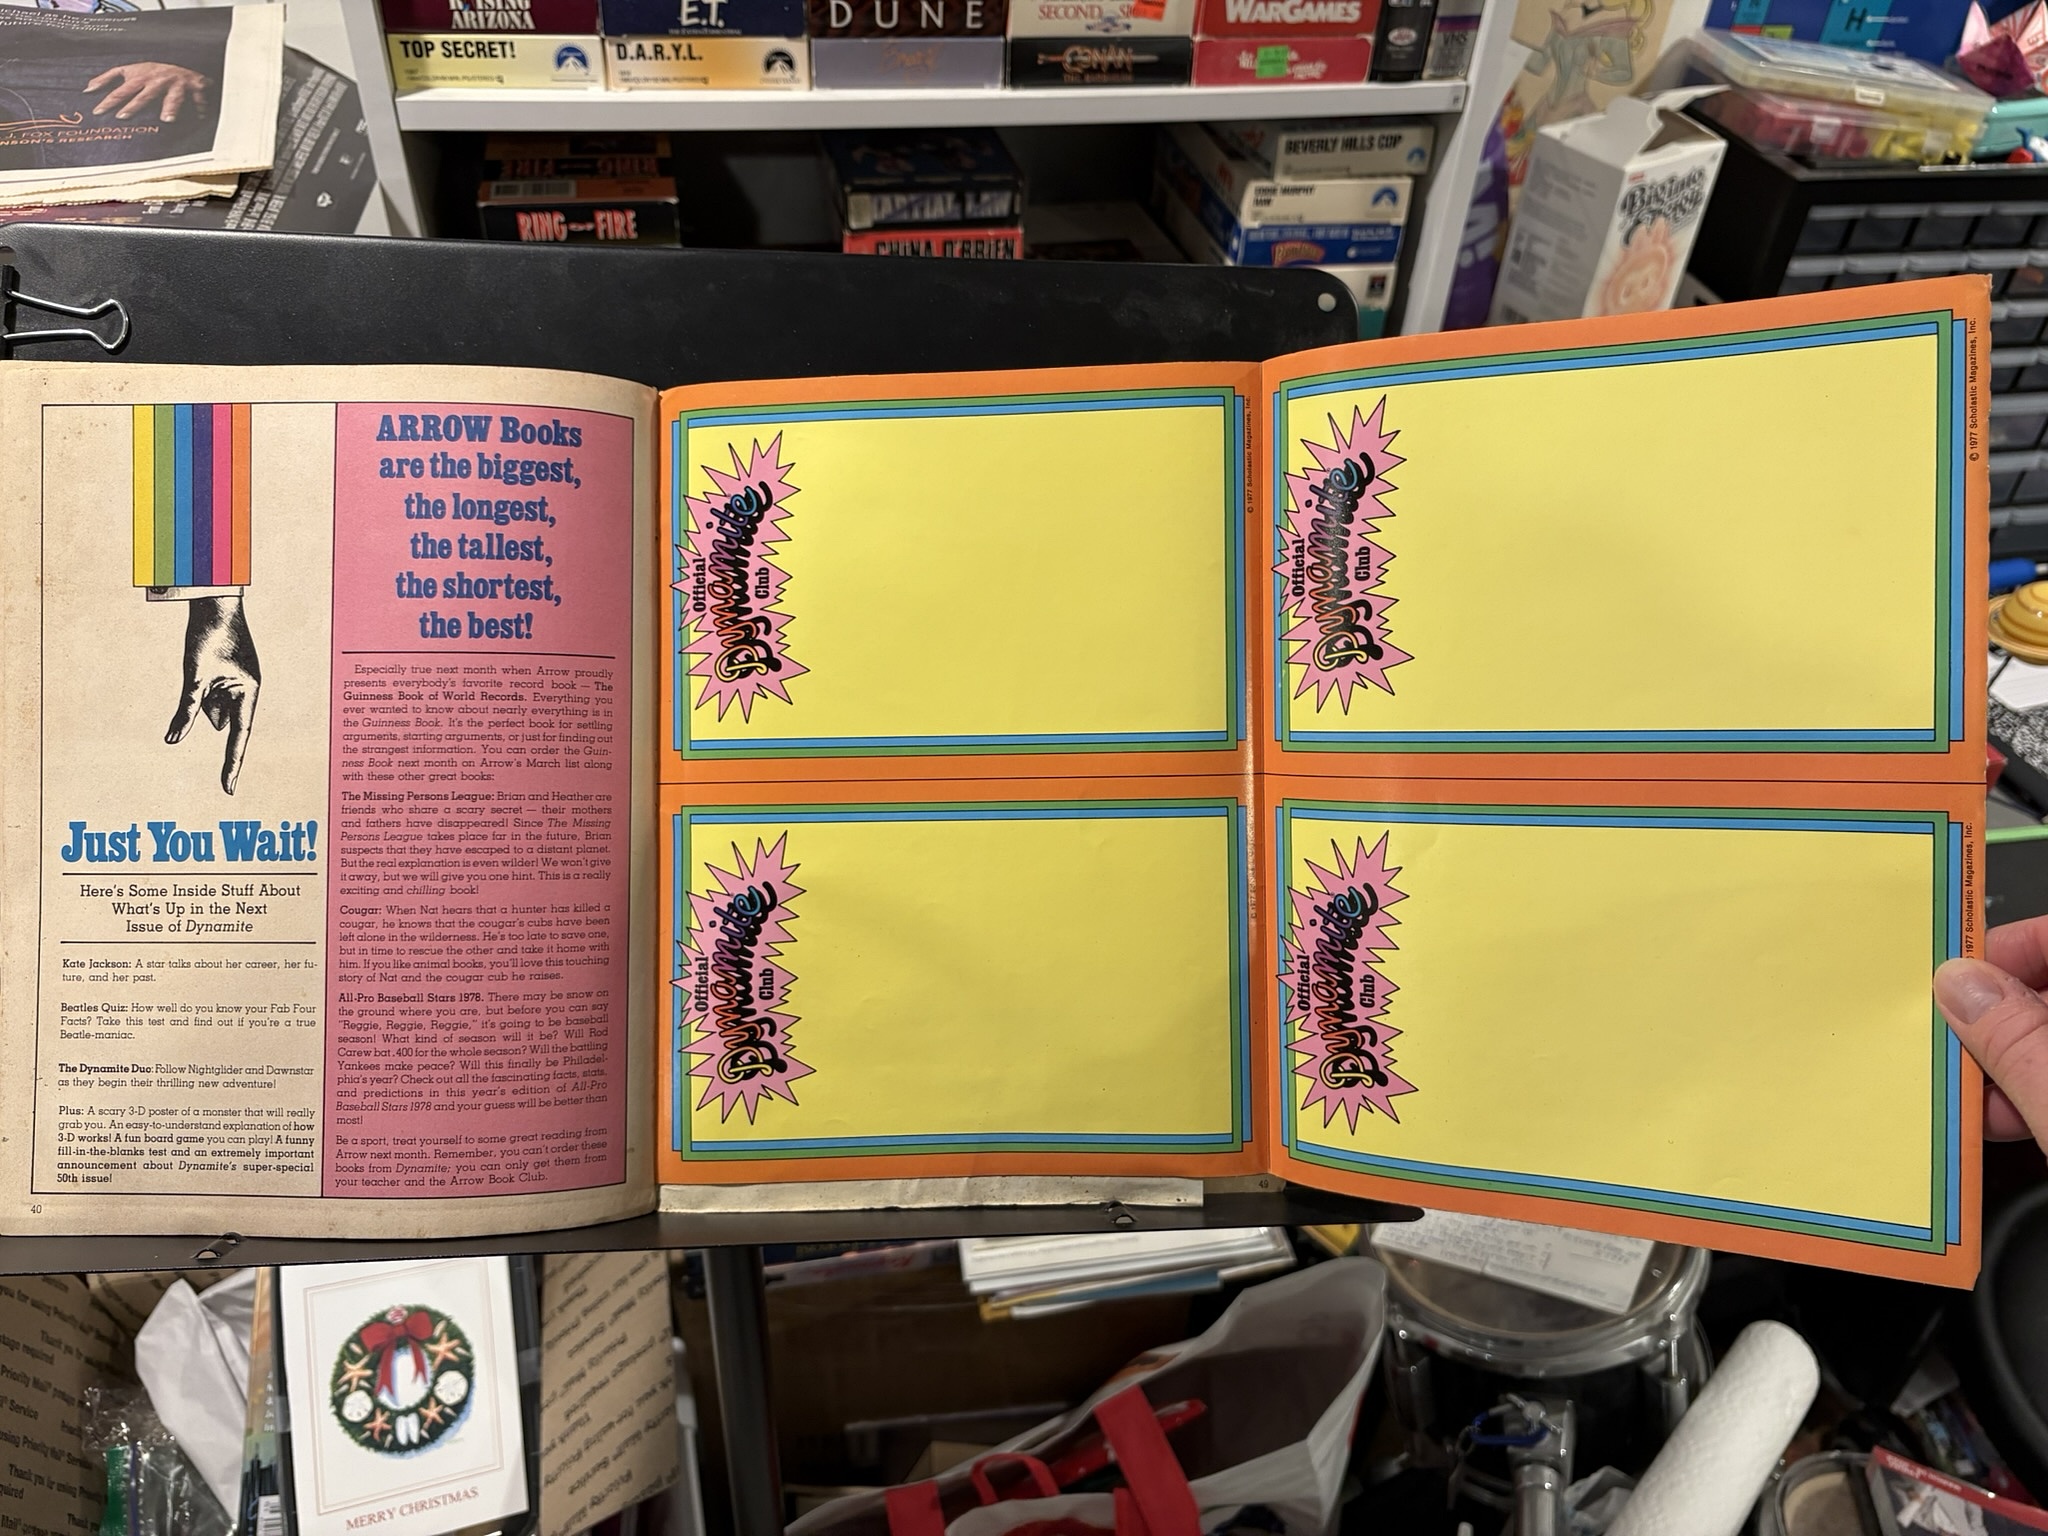 RAISING
ARIZONA
E.T.
DUNE
SECOND
WARGAMES
TOP SECRET!
D.A.R.Y.L.
CONAN
VHS
H
J. FOX FOUNDATION
NSON'S RESEARCH
RING OF FIRE
MARTIAL LAW
CHINA O'BRIEN
BEVERLY HILLS COP
EDDIE MURPHY
RAW
Just You Wait!
Here's Some Inside Stuff About
What's Up in the Next
Issue of Dynamite
Kate Jackson: A star talks about her career, her fu-
ture, and her past.
Beatles Quiz: How well do you know your Fab Four
Facts? Take this test and find out if you're a true
Beatle-maniac.
The Dynamite Duo: Follow Nightglider and Dawnstar
as they begin their thrilling new adventure!
Plus: A scary 3-D poster of a monster that will really
grab you. An easy-to-understand explanation of how
3-D works! A fun board game you can play! A funny
fill-in-the-blanks test and an extremely important
announcement about Dynamite's super-special
50th issue!
40
ARROW Books
are the biggest,
the longest,
the tallest,
the shortest,
the best!
Especially true next month when Arrow proudly
presents everybody's favorite record book — The
Guinness Book of World Records. Everything you
ever wanted to know about nearly everything is in
the Guinness Book. It's the perfect book for settling
arguments, starting arguments, or just for finding out
the strangest information. You can order the Guin-
ness Book next month on Arrow's March list along
with these other great books:
The Missing Persons League: Brian and Heather are
friends who share a scary secret — their mothers
and fathers have disappeared! Since The Missing
Persons League takes place far in the future, Brian
suspects that they have escaped to a distant planet.
But the real explanation is even wilder! We won't give
it away, but we will give you one hint. This is a really
exciting and chilling book!
Cougar: When Nat hears that a hunter has killed a
cougar, he knows that the cougar's cubs have been
left alone in the wilderness. He's too late to save one,
but in time to rescue the other and take it home with
him. If you like animal books, you'll love this touching
story of Nat and the cougar cub he raises.
All-Pro Baseball Stars 1978. There may be snow on
the ground where you are, but before you can say
"Reggie, Reggie, Reggie," it's going to be baseball
season! What kind of season will it be? Will Rod
Carew bat .400 for the whole season? Will the battling
Yankees make peace? Will this finally be Philadel-
phia's year? Check out all the fascinating facts, stats,
and predictions in this year's edition of All-Pro
Baseball Stars 1978 and your guess will be better than
most!
Be a sport, treat yourself to some great reading from
Arrow next month. Remember, you can't order these
books from Dynamite; you can only get them from
your teacher and the Arrow Book Club.
Official
Dynamite
Club
© 1977 Scholastic Magazines, Inc.
Official
Dynamite
Club
© 1977 Scholastic Magazines, Inc.
Official
Dynamite
Club
Official
Dynamite
Club
1977 Scholastic Magazines, Inc.
49
MERRY CHRISTMAS